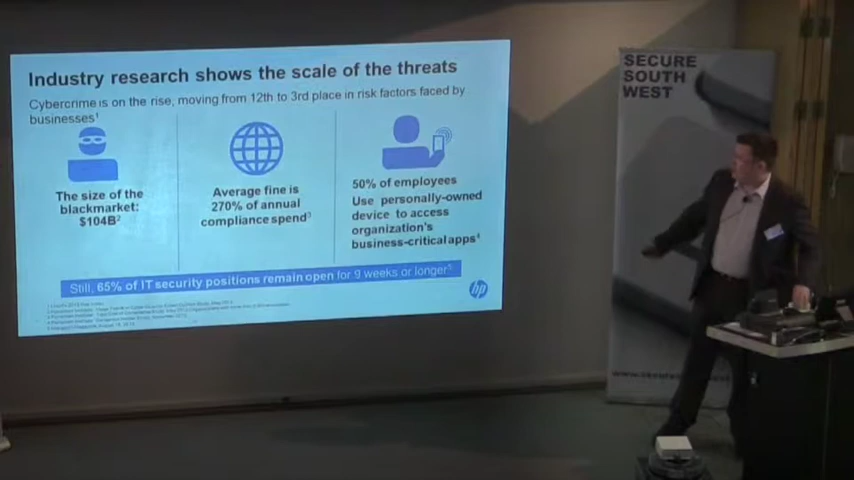 Industry research shows the scale of the threats
Cybercrime is on the rise, moving from 12th to 3rd place in risk factors faced by
businesses¹
The size of the
blackmarket:
$104B²
Average fine is
270% of annual
compliance spend³
50% of employees
Use personally-owned
device to access
organization's
business-critical apps⁴
Still, 65% of IT security positions remain open for 9 weeks or longer⁵
hp
SECURE
SOUTH
WEST